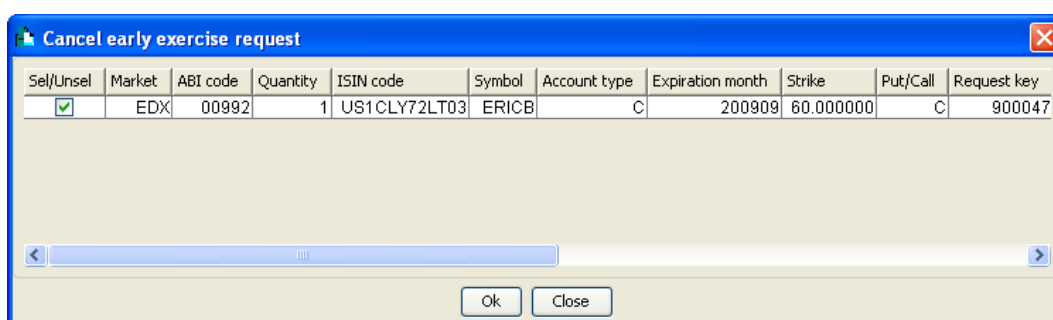 Cancel early exercise request
Sel/Unsel Market ABI code Quantity ISIN code Symbol Account type Expiration month Strike Put/Call Request key
EDX 00992 1 US1CLY72LT03 ERICB C 200909 60.000000 C 900047
Ok Close